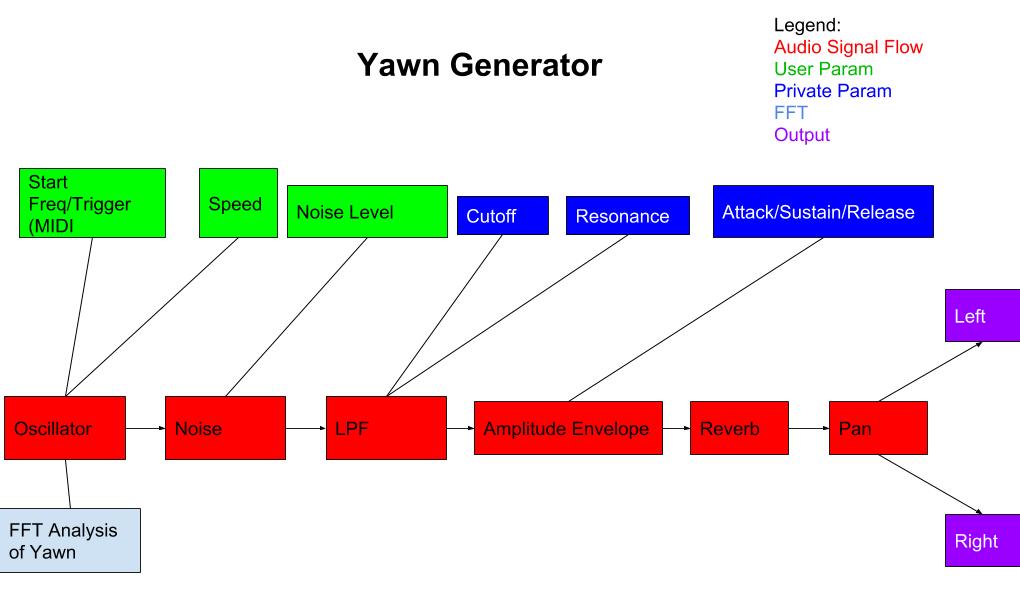 Legend:
Audio Signal Flow
User Param
Private Param
FFT
Output
Yawn Generator
Start
Freq/Trigger
(MIDI
Speed
Noise Level
Cutoff
Resonance
Attack/Sustain/Release
Left
Oscillator
Noise
LPF
Amplitude Envelope
Reverb
Pan
FFT Analysis
of Yawn
Right